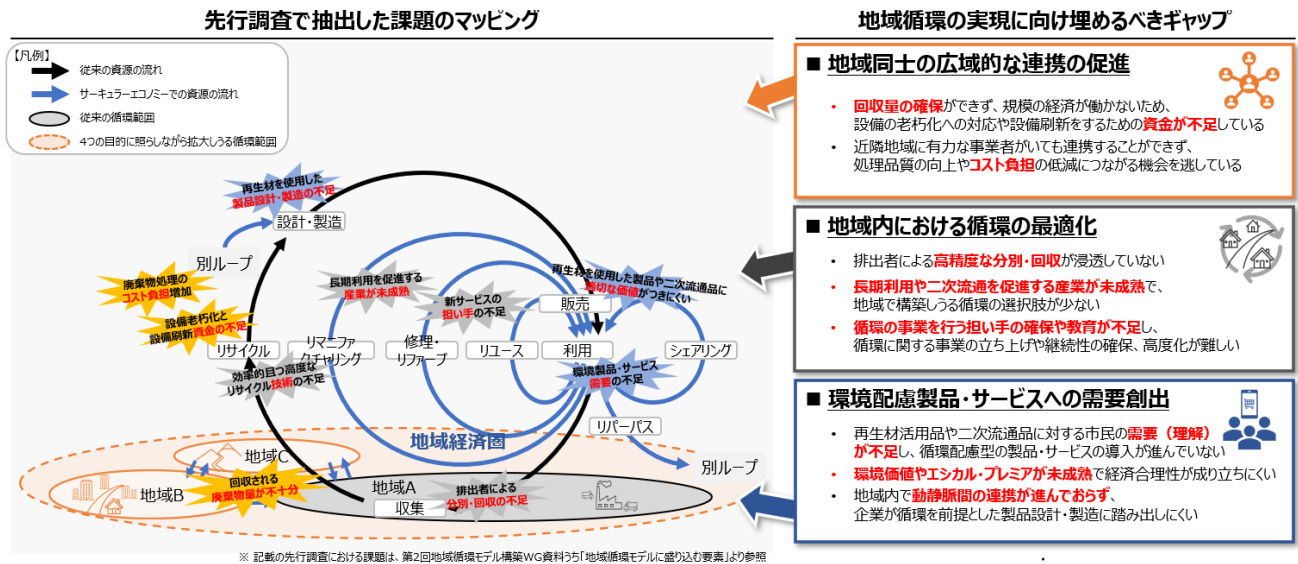 先行調査で抽出した課題のマッピング
【凡例】
従来の資源の流れ
サーキュラーエコノミーでの資源の流れ
従来の循環範囲
4つの目的に照らしながら拡大しうる循環範囲
再生材を使用した
製品設計・製造の不足
設計・製造
別ループ
廃棄物処理の
コスト負担増加
設備老朽化と
設備刷新資金の不足
長期利用を促進する
産業が未成熟
新サービスの
担い手の不足
再生材を使用した製品や二次流通品に
適切な価値がつきにくい
販売
リサイクル
リマニファ
クチャリング
修理・
リファーブ
リユース
利用
シェアリング
効率的且つ高度な
リサイクル技術の不足
環境製品・サービス
需要の不足
リパーパス
別ループ
地域経済圏
地域C
地域B
回収される
廃棄物量が不十分
地域A
収集
排出者による
分別・回収の不足
※ 記載の先行調査における課題は、第2回地域循環モデル構築WG資料うち「地域循環モデルに盛り込む要素」より参照
地域循環の実現に向け埋めるべきギャップ
■ 地域同士の広域的な連携の促進
• 回収量の確保ができず、規模の経済が働かないため、
設備の老朽化への対応や設備刷新をするための資金が不足している
• 近隣地域に有力な事業者がいても連携することができず、
処理品質の向上やコスト負担の低減につながる機会を逃している
■ 地域内における循環の最適化
• 排出者による高精度な分別・回収が浸透していない
• 長期利用や二次流通を促進する産業が未成熟で、
地域で構築しうる循環の選択肢が少ない
• 循環の事業を行う担い手の確保や教育が不足し、
循環に関する事業の立ち上げや継続性の確保、高度化が難しい
■ 環境配慮製品・サービスへの需要創出
• 再生材活用品や二次流通品に対する市民の需要（理解）
が不足し、循環配慮型の製品・サービスの導入が進んでいない
• 環境価値やエシカル・プレミアが未成熟で経済合理性が成り立ちにくい
• 地域内で動静脈間の連携が進んでおらず、
企業が循環を前提とした製品設計・製造に踏み出しにくい